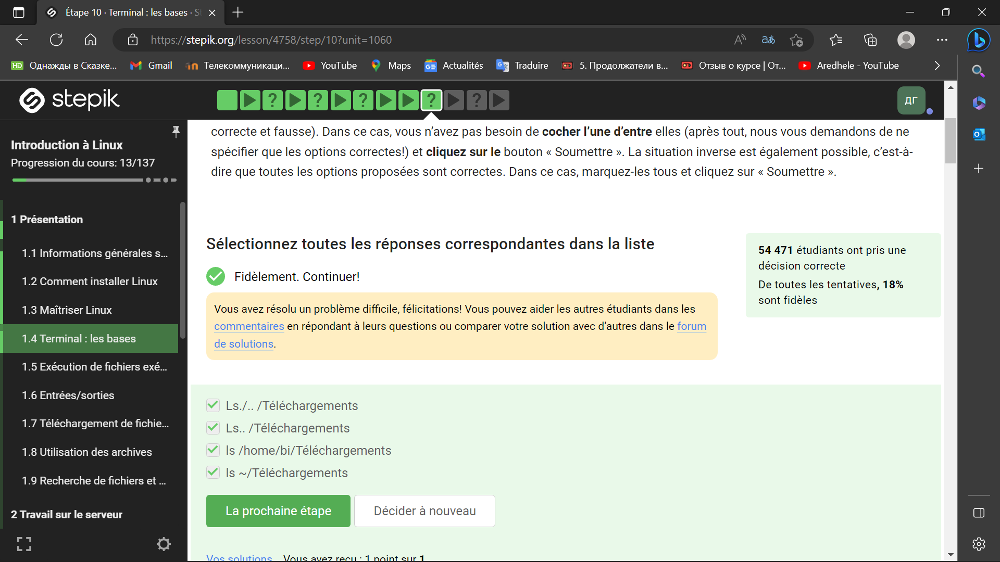 Étape 10 · Terminal : les bases · S
https://stepik.org/lesson/4758/step/10?unit=1060
Однажды в Сказке...
Gmail
Телекоммуникаци...
YouTube
Maps
Actualités
Traduire
5. Продолжатели в...
Отзыв о курсе | От...
Aredhele - YouTube
stepik
ДГ
Introduction à Linux
Progression du cours: 13/137
1 Présentation
1.1 Informations générales s...
1.2 Comment installer Linux
1.3 Maîtriser Linux
1.4 Terminal : les bases
1.5 Exécution de fichiers exé...
1.6 Entrées/sorties
1.7 Téléchargement de fichie...
1.8 Utilisation des archives
1.9 Recherche de fichiers et ...
2 Travail sur le serveur
correcte et fausse). Dans ce cas, vous n’avez pas besoin de cocher l’une d’entre elles (après tout, nous vous demandons de ne
spécifier que les options correctes!) et cliquez sur le bouton « Soumettre ». La situation inverse est également possible, c’est-à-
dire que toutes les options proposées sont correctes. Dans ce cas, marquez-les tous et cliquez sur « Soumettre ».
Sélectionnez toutes les réponses correspondantes dans la liste
Fidèlement. Continuer!
Vous avez résolu un problème difficile, félicitations! Vous pouvez aider les autres étudiants dans les
commentaires en répondant à leurs questions ou comparer votre solution avec d’autres dans le forum
de solutions.
54 471 étudiants ont pris une
décision correcte
De toutes les tentatives, 18%
sont fidèles
Ls./.. /Téléchargements
Ls.. /Téléchargements
ls /home/bi/Téléchargements
ls ~/Téléchargements
La prochaine étape
Décider à nouveau
Vos solutions Vous avez reçu : 1 point sur 1